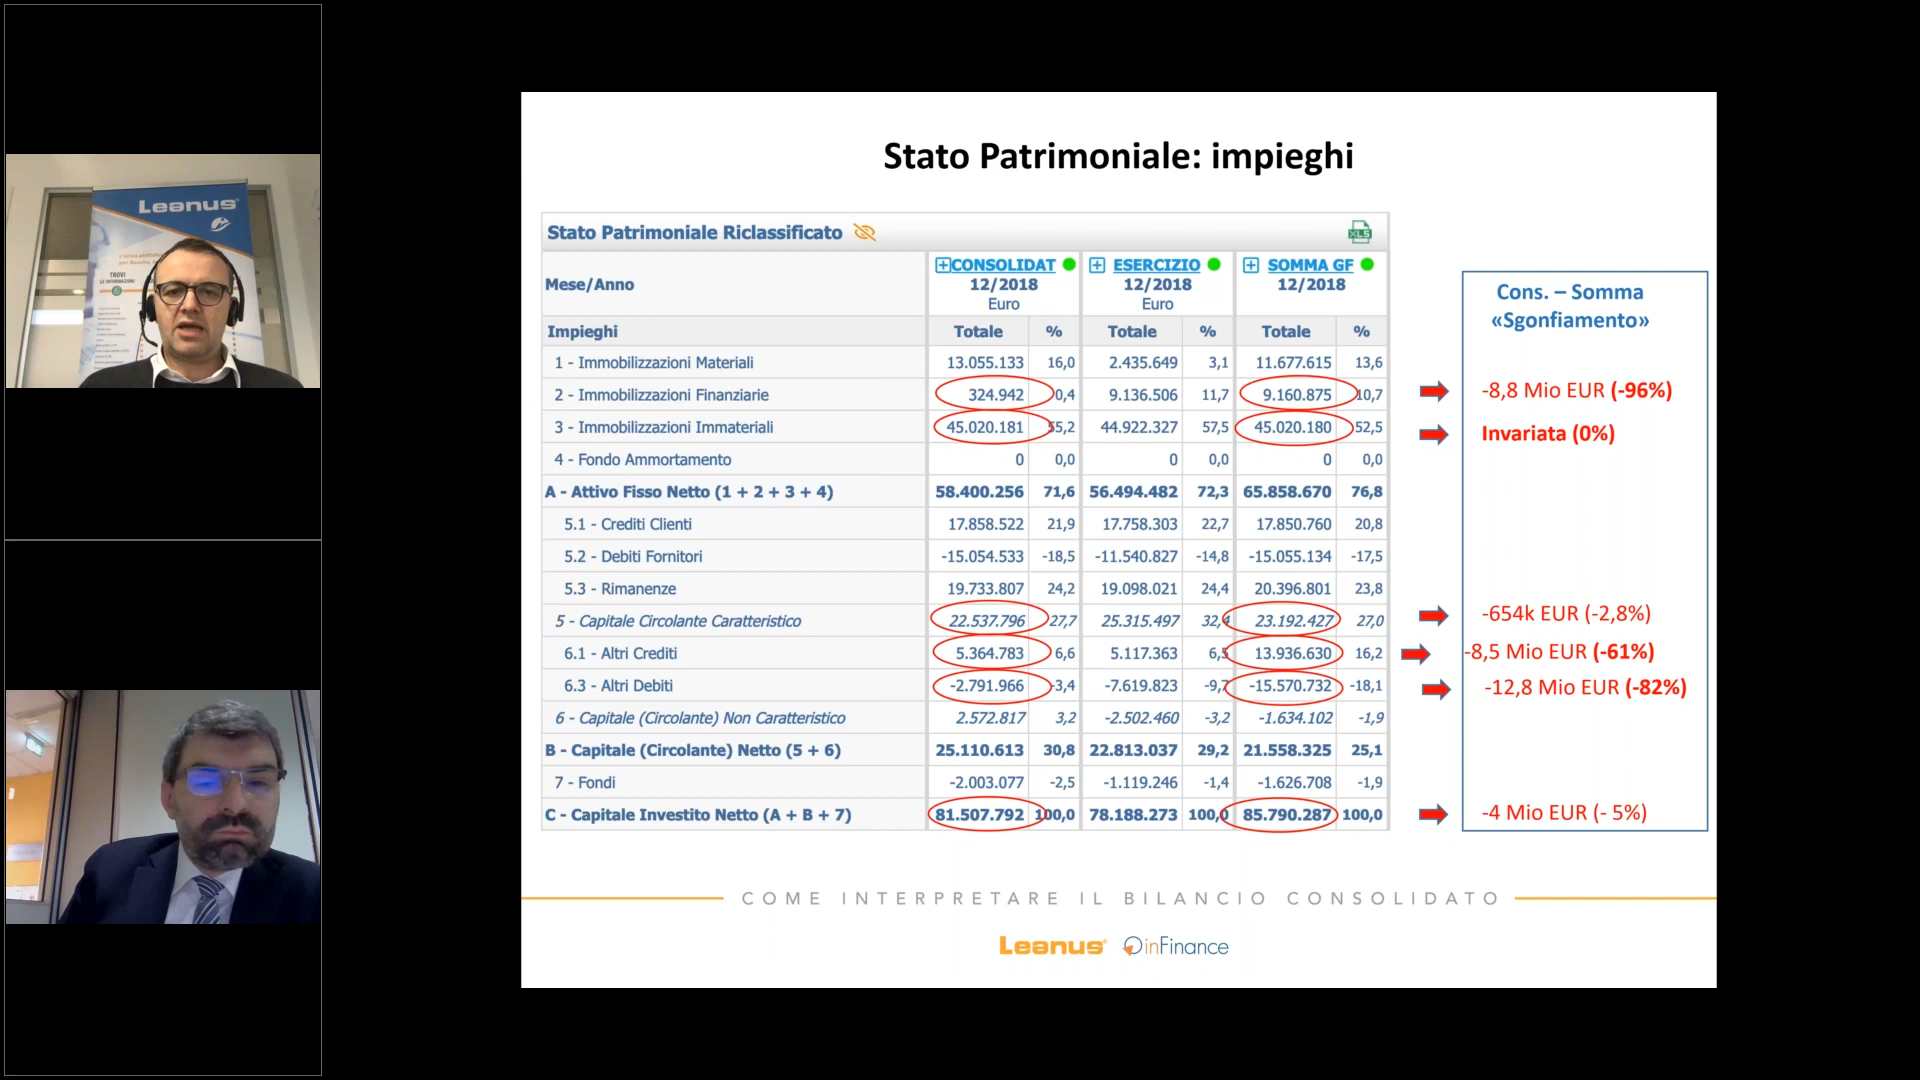 Leanus
TROVI
LE INFORMAZIONI
Stato Patrimoniale: impieghi
Stato Patrimoniale Riclassificato
XLS
Mese/Anno CONSOLIDAT 12/2018 Euro ESERCIZIO 12/2018 Euro SOMMA GF 12/2018
Impieghi Totale % Totale % Totale %
1 - Immobilizzazioni Materiali 13.055.133 16,0 2.435.649 3,1 11.677.615 13,6
2 - Immobilizzazioni Finanziarie 324.942 0,4 9.136.506 11,7 9.160.875 10,7
3 - Immobilizzazioni Immateriali 45.020.181 55,2 44.922.327 57,5 45.020.180 52,5
4 - Fondo Ammortamento 0 0,0 0 0,0 0 0,0
A - Attivo Fisso Netto (1 + 2 + 3 + 4) 58.400.256 71,6 56.494.482 72,3 65.858.670 76,8
5.1 - Crediti Clienti 17.858.522 21,9 17.758.303 22,7 17.850.760 20,8
5.2 - Debiti Fornitori -15.054.533 -18,5 -11.540.827 -14,8 -15.055.134 -17,5
5.3 - Rimanenze 19.733.807 24,2 19.098.021 24,4 20.396.801 23,8
5 - Capitale Circolante Caratteristico 22.537.796 27,7 25.315.497 32,4 23.192.427 27,0
6.1 - Altri Crediti 5.364.783 6,6 5.117.363 6,5 13.936.630 16,2
6.3 - Altri Debiti -2.791.966 -3,4 -7.619.823 -9,7 -15.570.732 -18,1
6 - Capitale (Circolante) Non Caratteristico 2.572.817 3,2 -2.502.460 -3,2 -1.634.102 -1,9
B - Capitale (Circolante) Netto (5 + 6) 25.110.613 30,8 22.813.037 29,2 21.558.325 25,1
7 - Fondi -2.003.077 -2,5 -1.119.246 -1,4 -1.626.708 -1,9
C - Capitale Investito Netto (A + B + 7) 81.507.792 100,0 78.188.273 100,0 85.790.287 100,0
Cons. – Somma
«Sgonfiamento»
-8,8 Mio EUR (-96%)
Invariata (0%)
-654k EUR (-2,8%)
-8,5 Mio EUR (-61%)
-12,8 Mio EUR (-82%)
-4 Mio EUR (- 5%)
COME INTERPRETARE IL BILANCIO CONSOLIDATO
Leanus inFinance